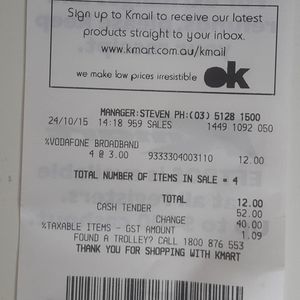 Sign up to Kmail to receive our latest
products straight to your inbox.
www.kmart.com.au/kmail
we make low prices irresistible ok
MANAGER:STEVEN PH:(03) 5128 1500
24/10/15 14:18 959 SALES 1449 1092 050
%VODAFONE BROADBAND
4 @ 3.00 9333304003110 12.00
TOTAL NUMBER OF ITEMS IN SALE = 4
TOTAL 12.00
CASH TENDER 52.00
CHANGE 40.00
%TAXABLE ITEMS - GST AMOUNT 1.09
FOUND A TROLLEY? CALL 1800 876 553
THANK YOU FOR SHOPPING WITH KMART